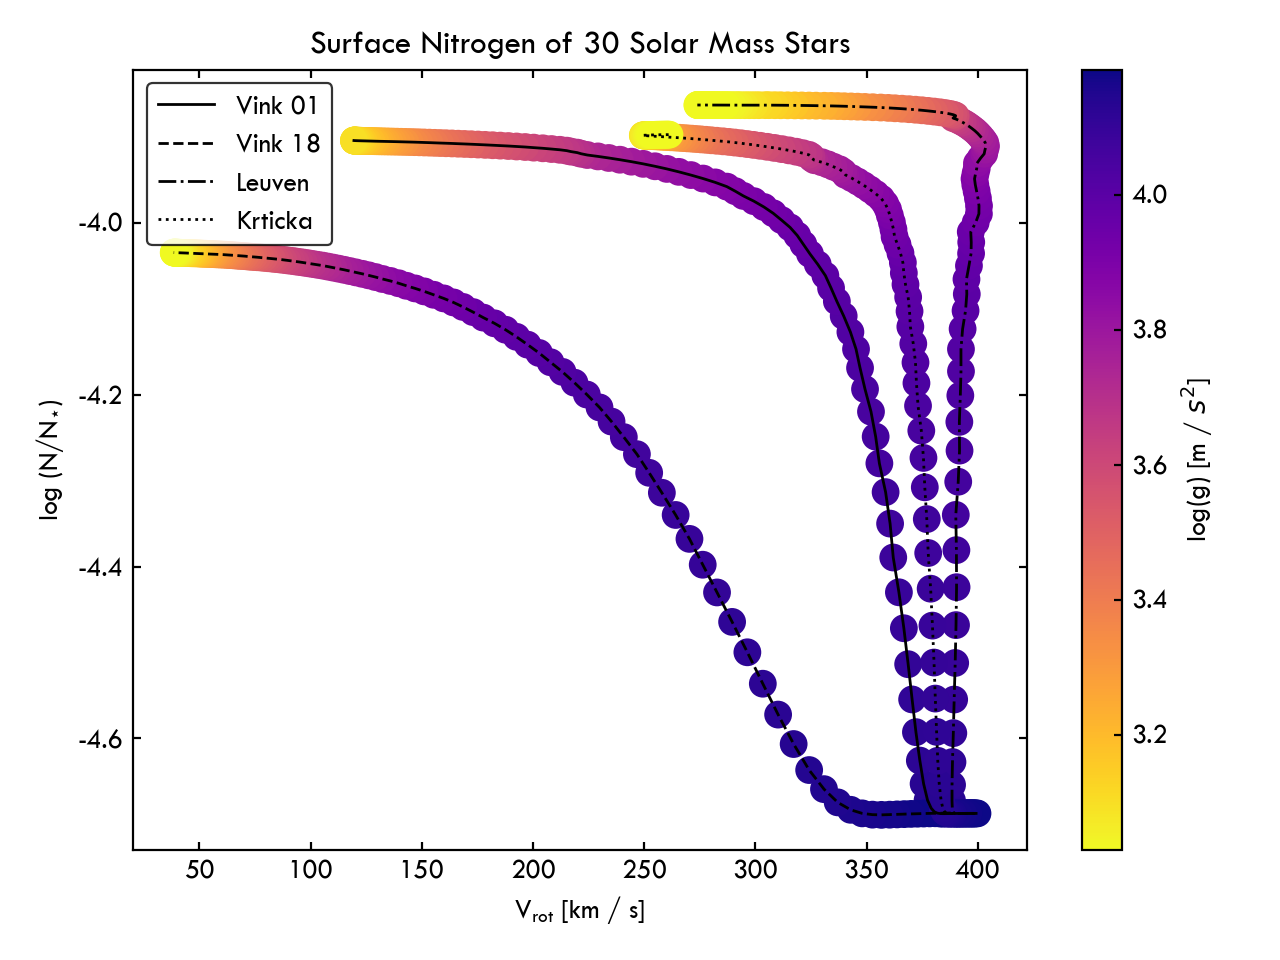 Surface Nitrogen of 30 Solar Mass Stars
Vink 01
Vink 18
Leuven
Krticka
-4.0
-4.2
-4.4
-4.6
log (N/N⋆)
50 100 150 200 250 300 350 400
V_rot [km / s]
4.0
3.8
3.6
3.4
3.2
log(g) [m / s²]